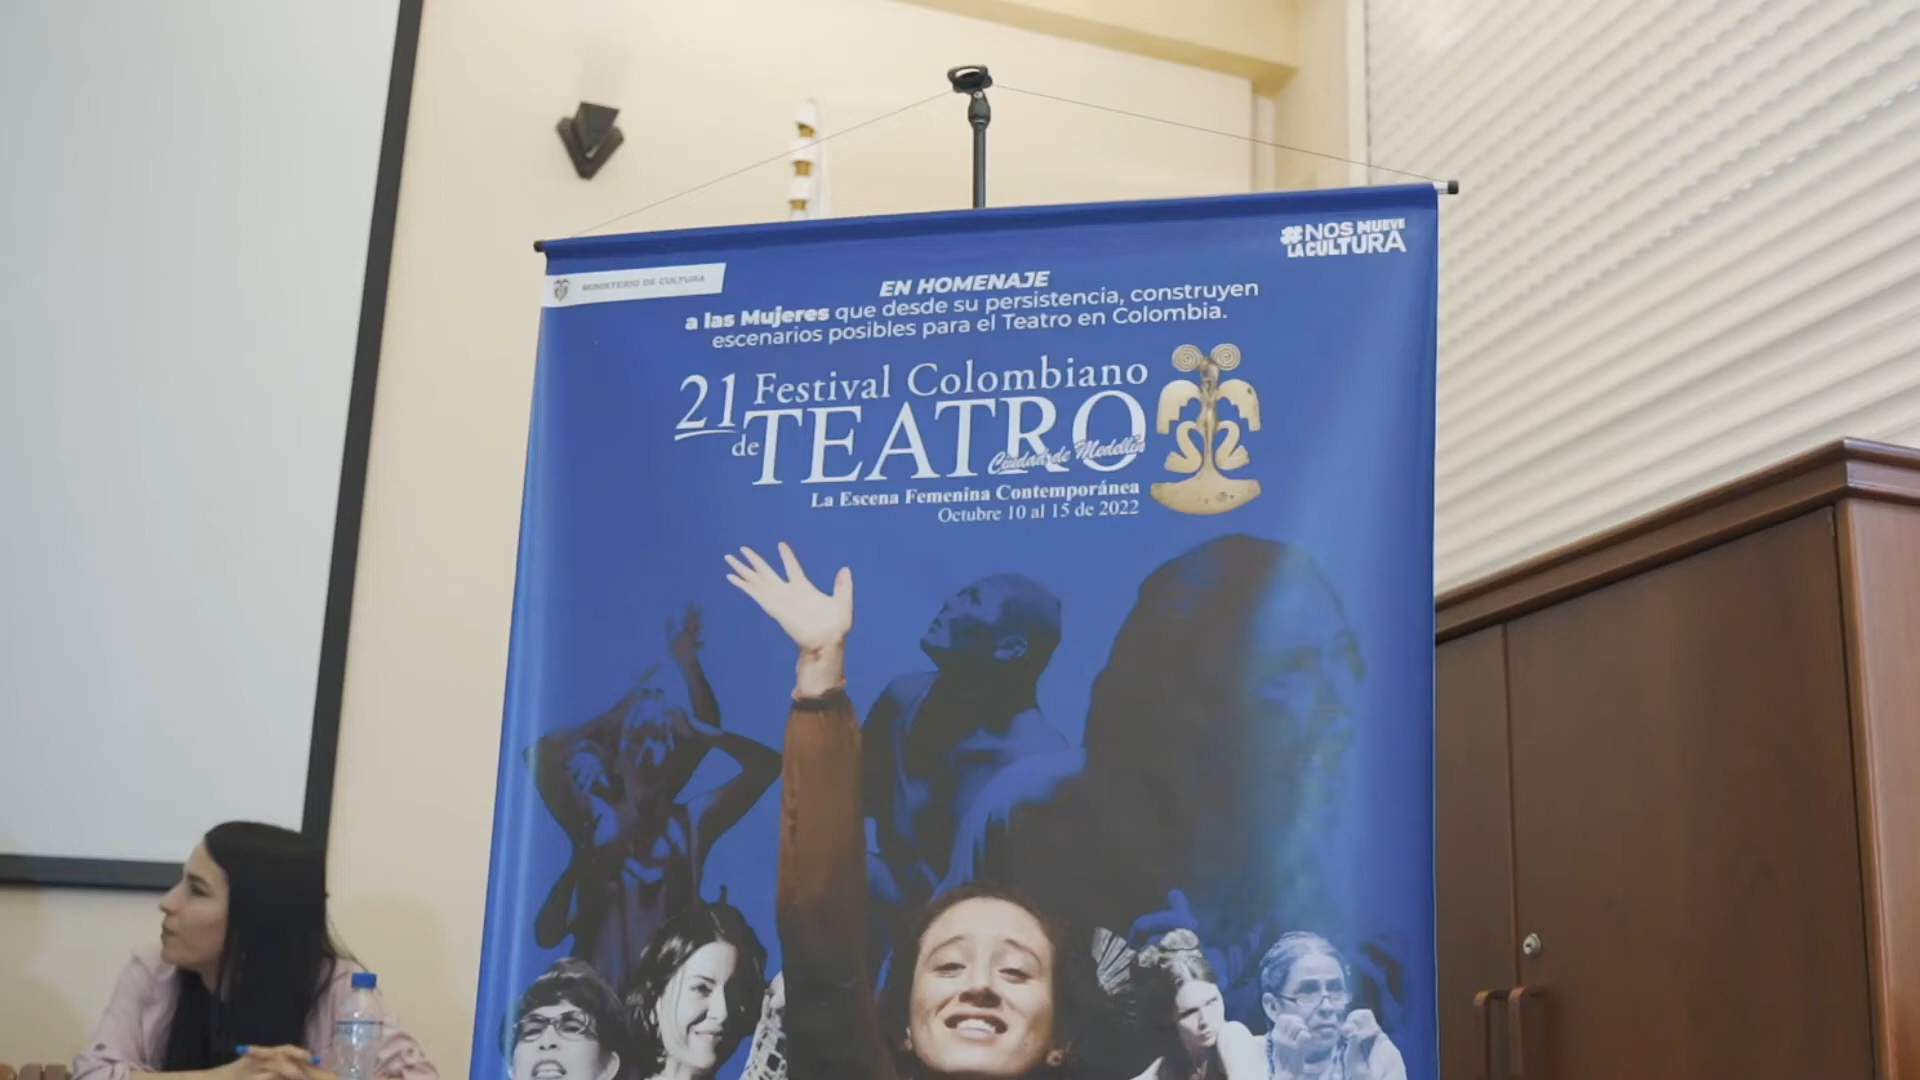 #NOS MUEVE
LA CULTURA
MINISTERIO DE CULTURA
EN HOMENAJE
a las Mujeres que desde su persistencia, construyen
escenarios posibles para el Teatro en Colombia.
21 Festival Colombiano
de TEATRO
Ciudad de Medellín
La Escena Femenina Contemporánea
Octubre 10 al 15 de 2022